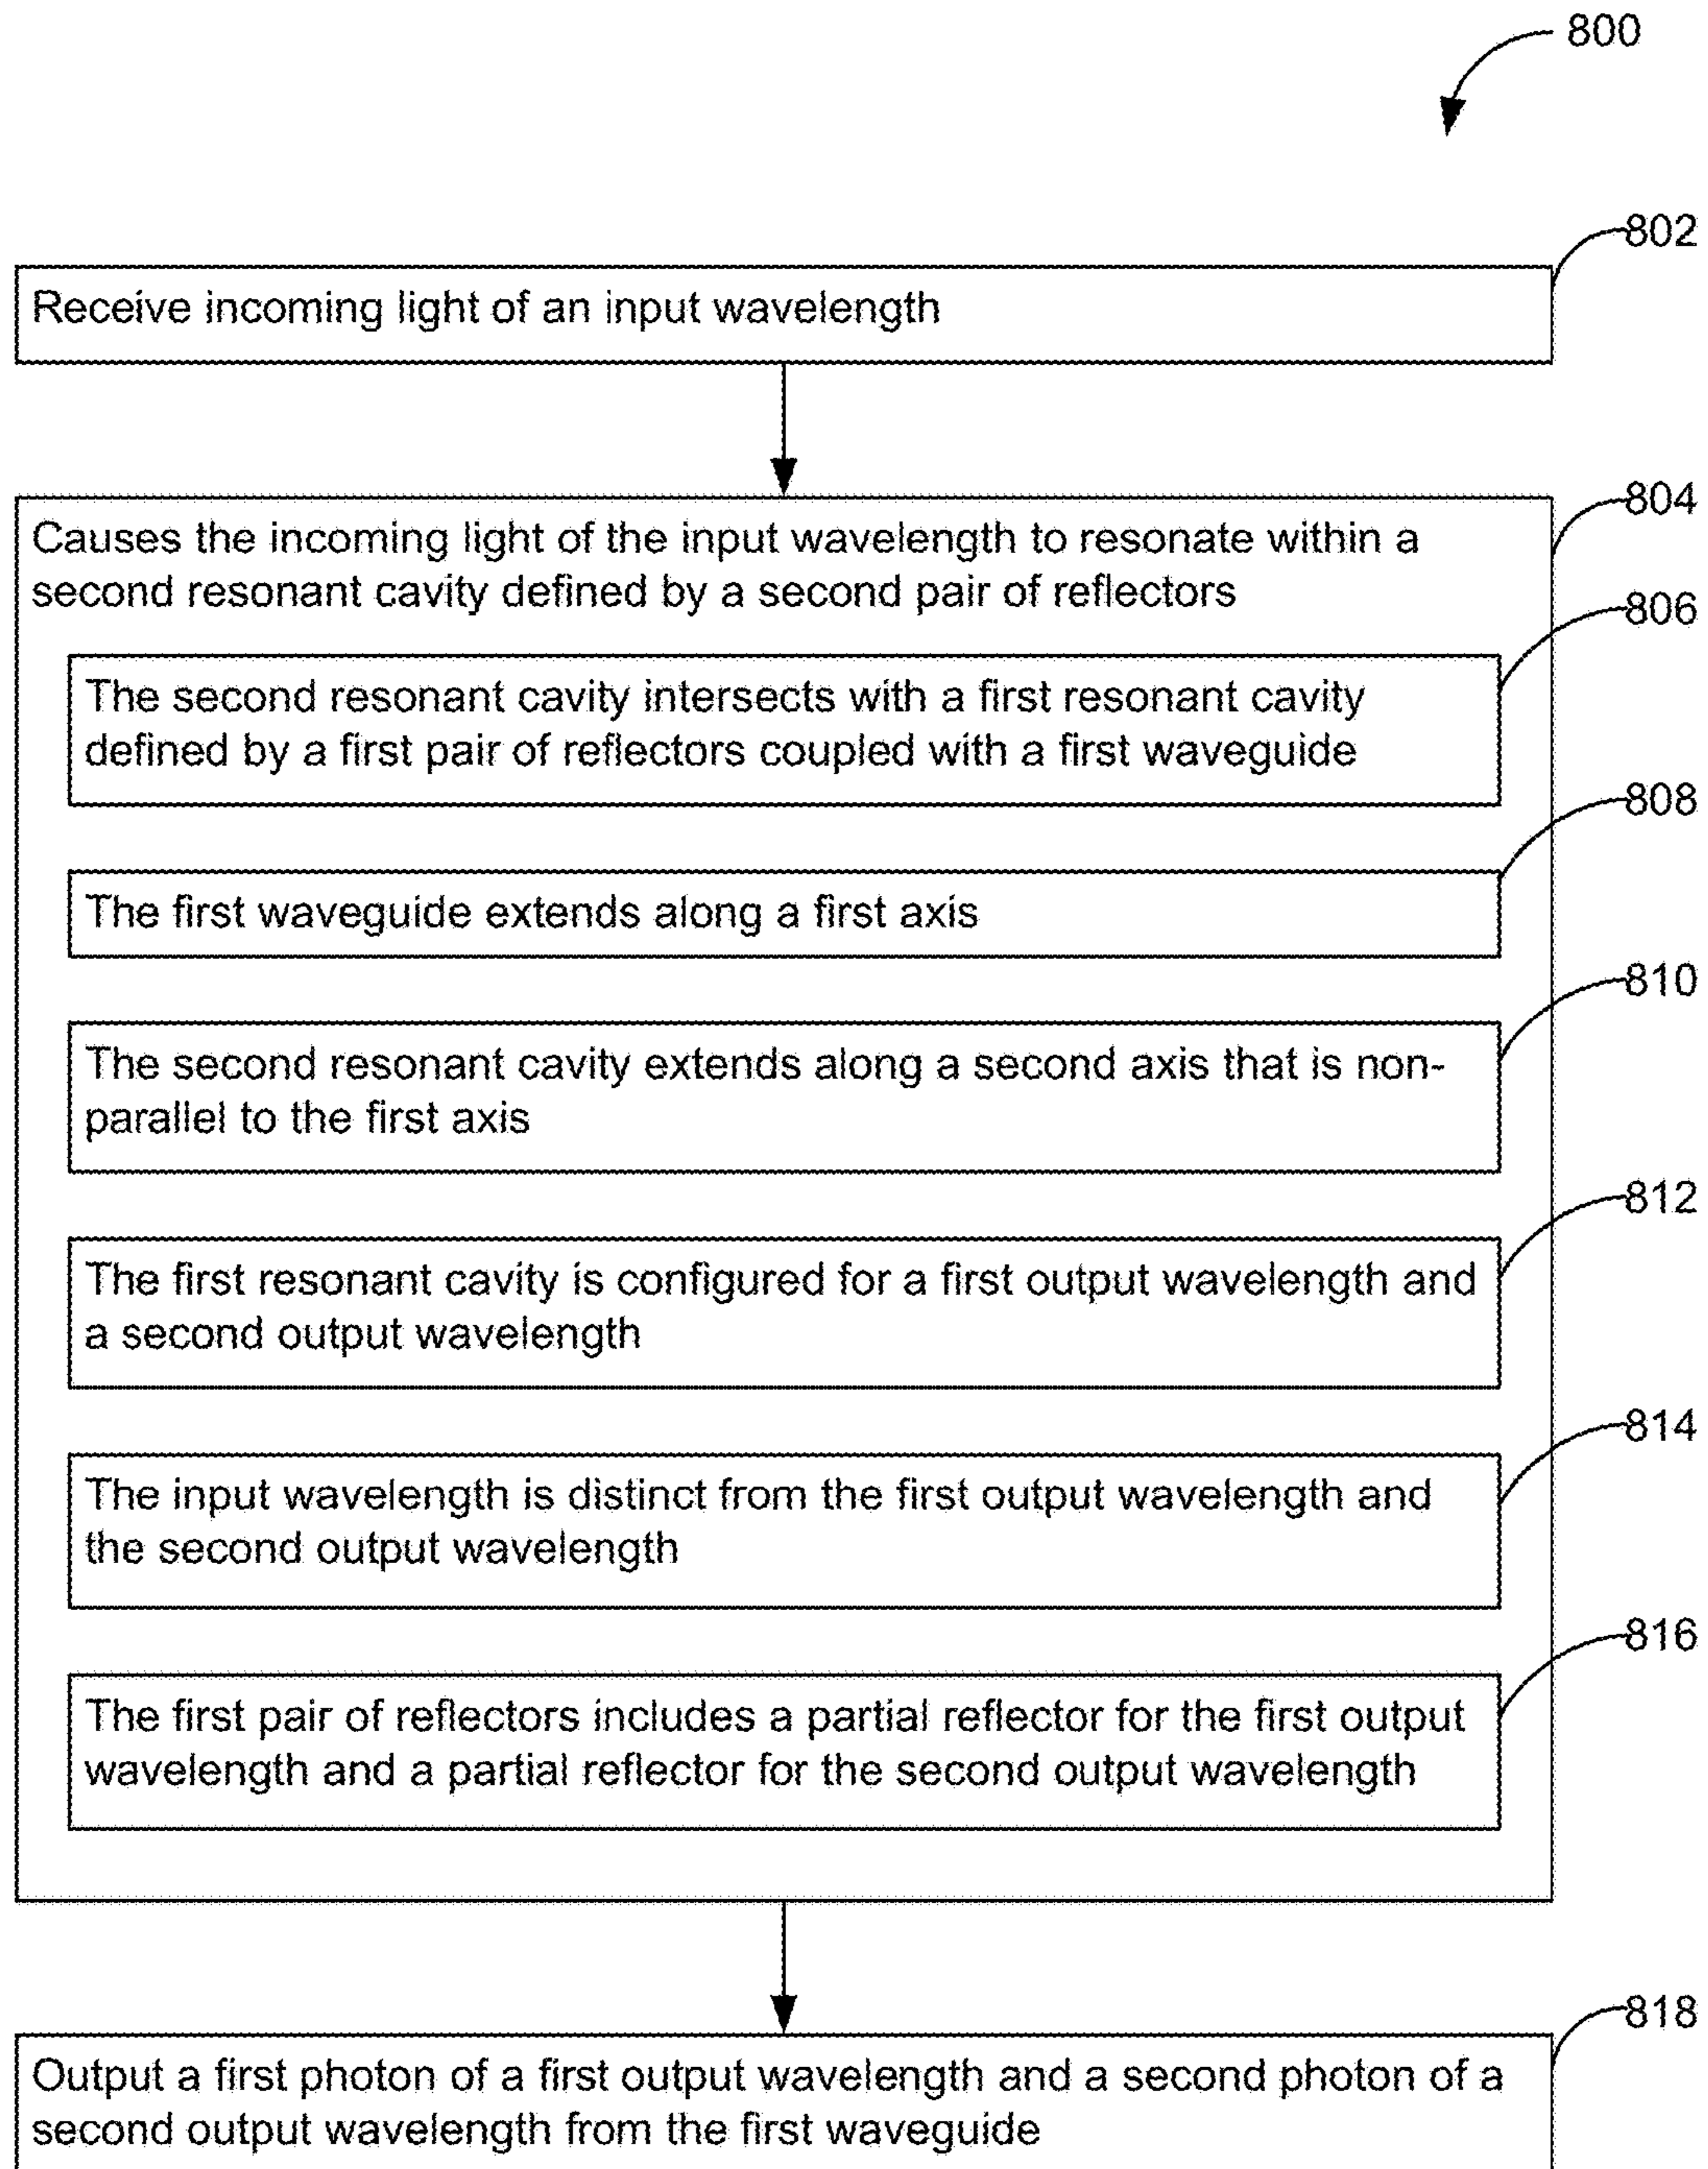 800
802
Receive incoming light of an input wavelength
804
Causes the incoming light of the input wavelength to resonate within a
second resonant cavity defined by a second pair of reflectors
806
The second resonant cavity intersects with a first resonant cavity
defined by a first pair of reflectors coupled with a first waveguide
808
The first waveguide extends along a first axis
810
The second resonant cavity extends along a second axis that is non-
parallel to the first axis
812
The first resonant cavity is configured for a first output wavelength and
a second output wavelength
814
The input wavelength is distinct from the first output wavelength and
the second output wavelength
816
The first pair of reflectors includes a partial reflector for the first output
wavelength and a partial reflector for the second output wavelength
818
Output a first photon of a first output wavelength and a second photon of a
second output wavelength from the first waveguide